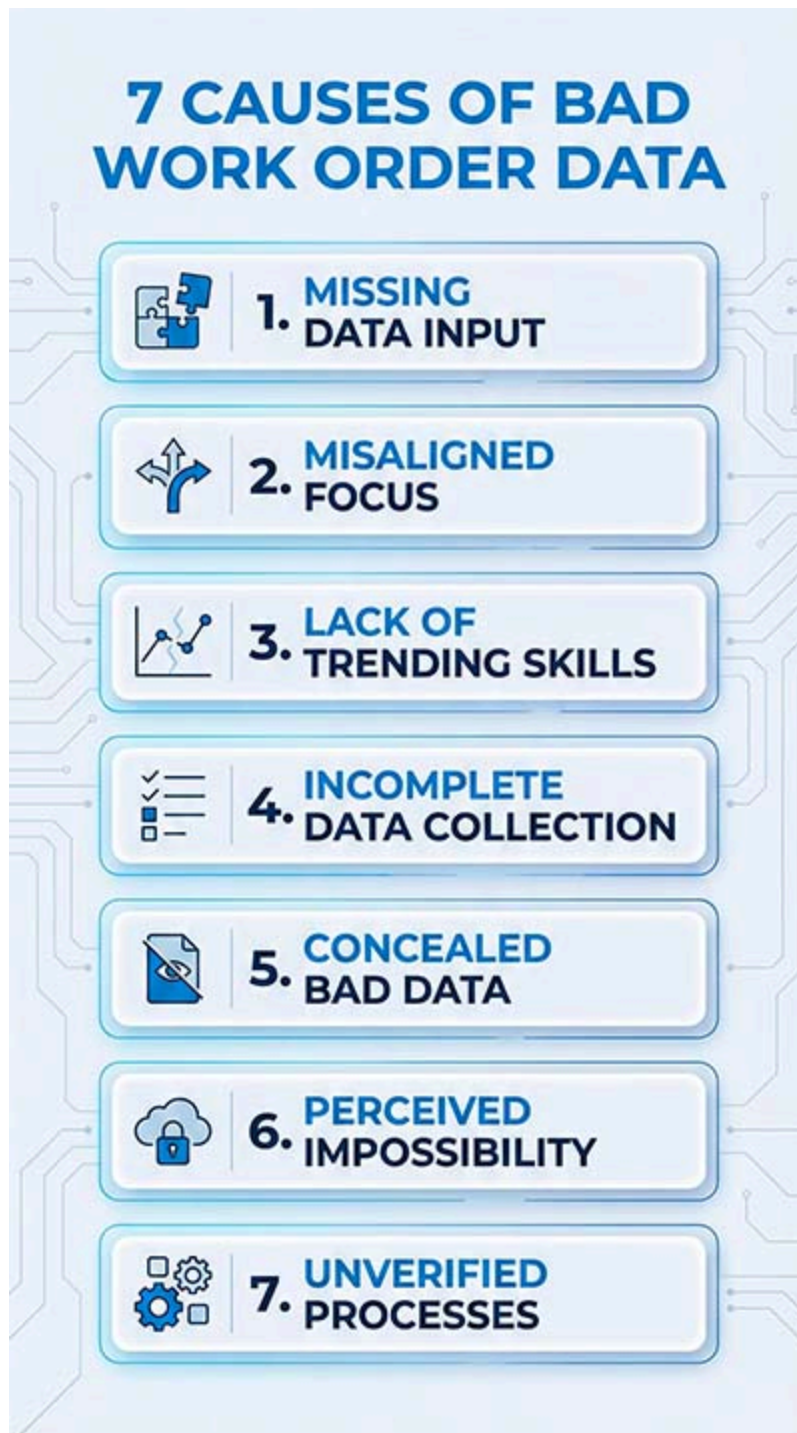 7 CAUSES OF BAD
WORK ORDER DATA
1. MISSING
DATA INPUT
2. MISALIGNED
FOCUS
3. LACK OF
TRENDING SKILLS
4. INCOMPLETE
DATA COLLECTION
5. CONCEALED
BAD DATA
6. PERCEIVED
IMPOSSIBILITY
7. UNVERIFIED
PROCESSES